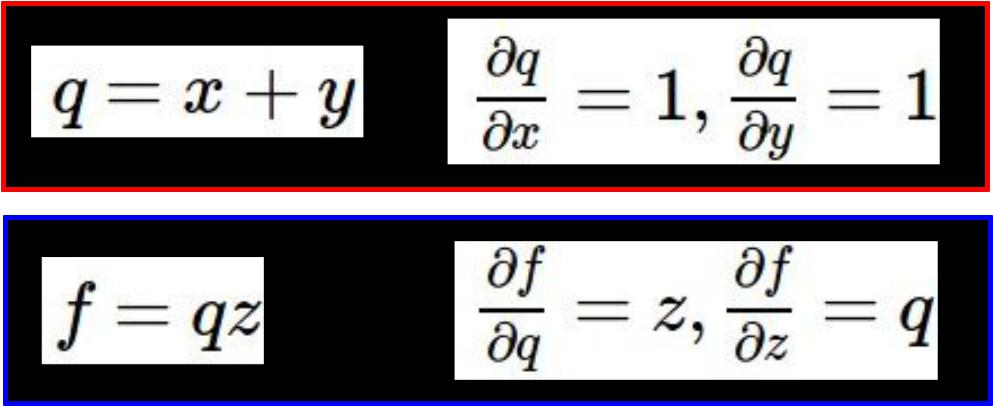 q = x + y
∂q/∂x = 1, ∂q/∂y = 1
f = qz
∂f/∂q = z, ∂f/∂z = q